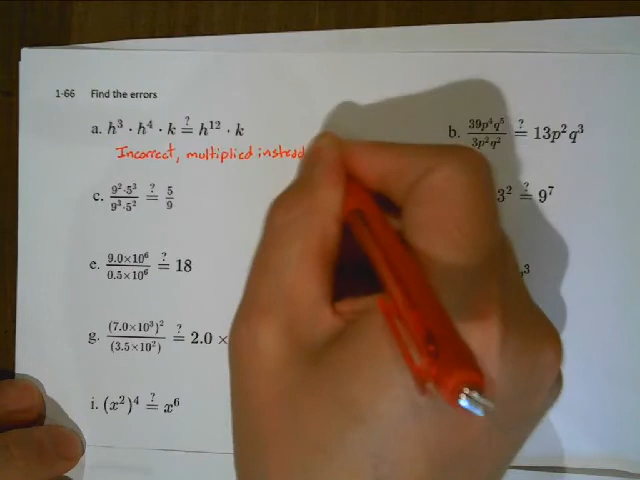 1-66 Find the errors
a. h³ · h⁴ · k ≟ h¹² · k
Incorrect, multiplied instead
b. 39p⁴q⁵/3p²q² ≟ 13p²q³
c. 9²·5³/9³·5² ≟ 5/9
3² ≟ 9⁷
e. 9.0×10⁶/0.5×10⁶ ≟ 18
g. (7.0×10³)²/(3.5×10²) ≟ 2.0 ×
i. (x²)⁴ ≟ x⁶